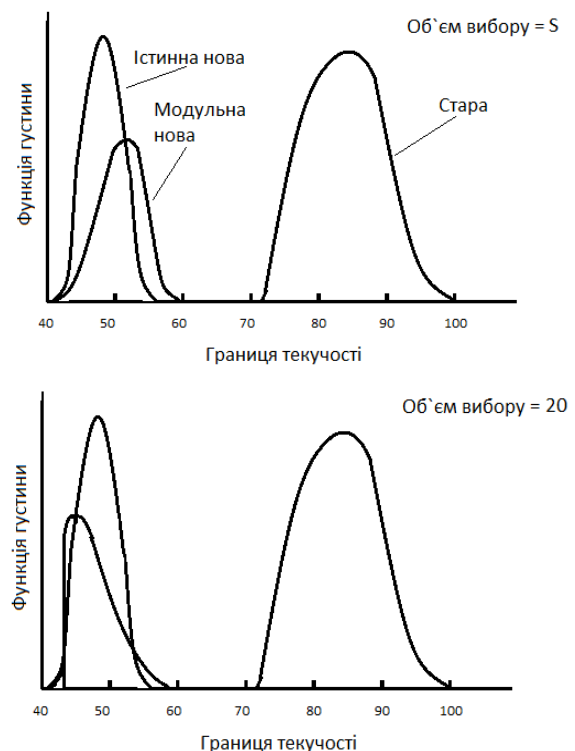 Об`єм вибору = S
Істинна нова
Модульна
нова
Стара
Функція густини
40 50 60 70 80 90 100
Границя текучості
Об`єм вибору = 20
Функція густини
40 50 60 70 80 90 100
Границя текучості